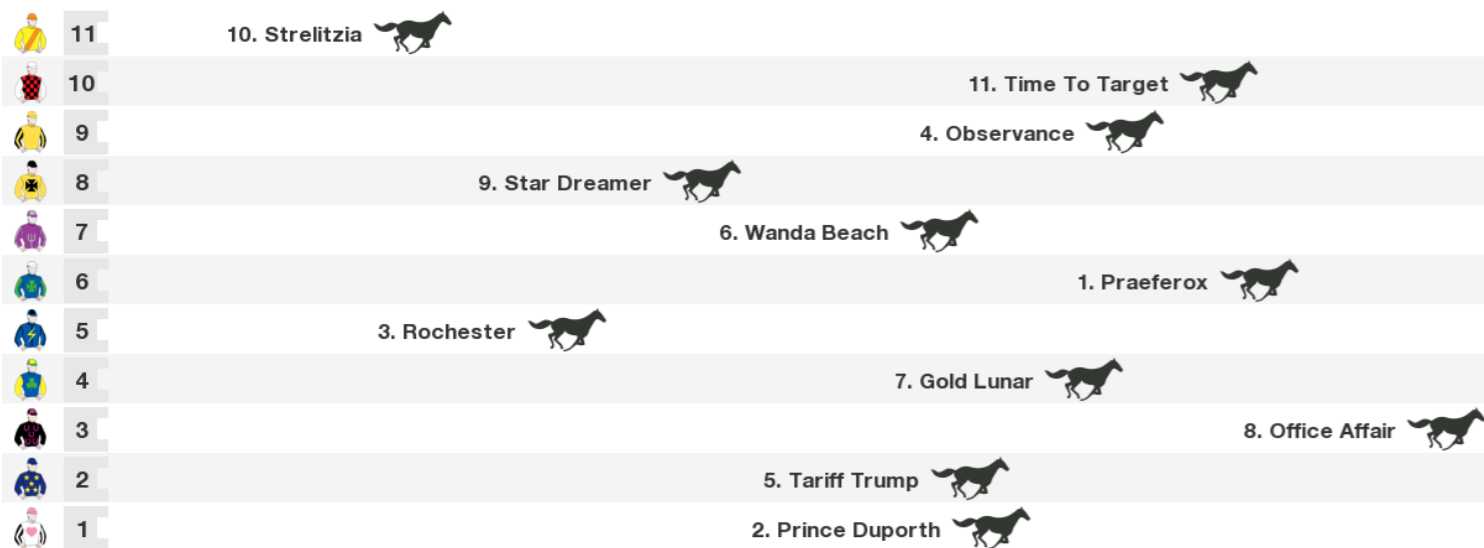 11 10. Strelitzia
10 11. Time To Target
9 4. Observance
8 9. Star Dreamer
7 6. Wanda Beach
6 1. Praeferox
5 3. Rochester
4 7. Gold Lunar
3 8. Office Affair
2 5. Tariff Trump
1 2. Prince Duporth